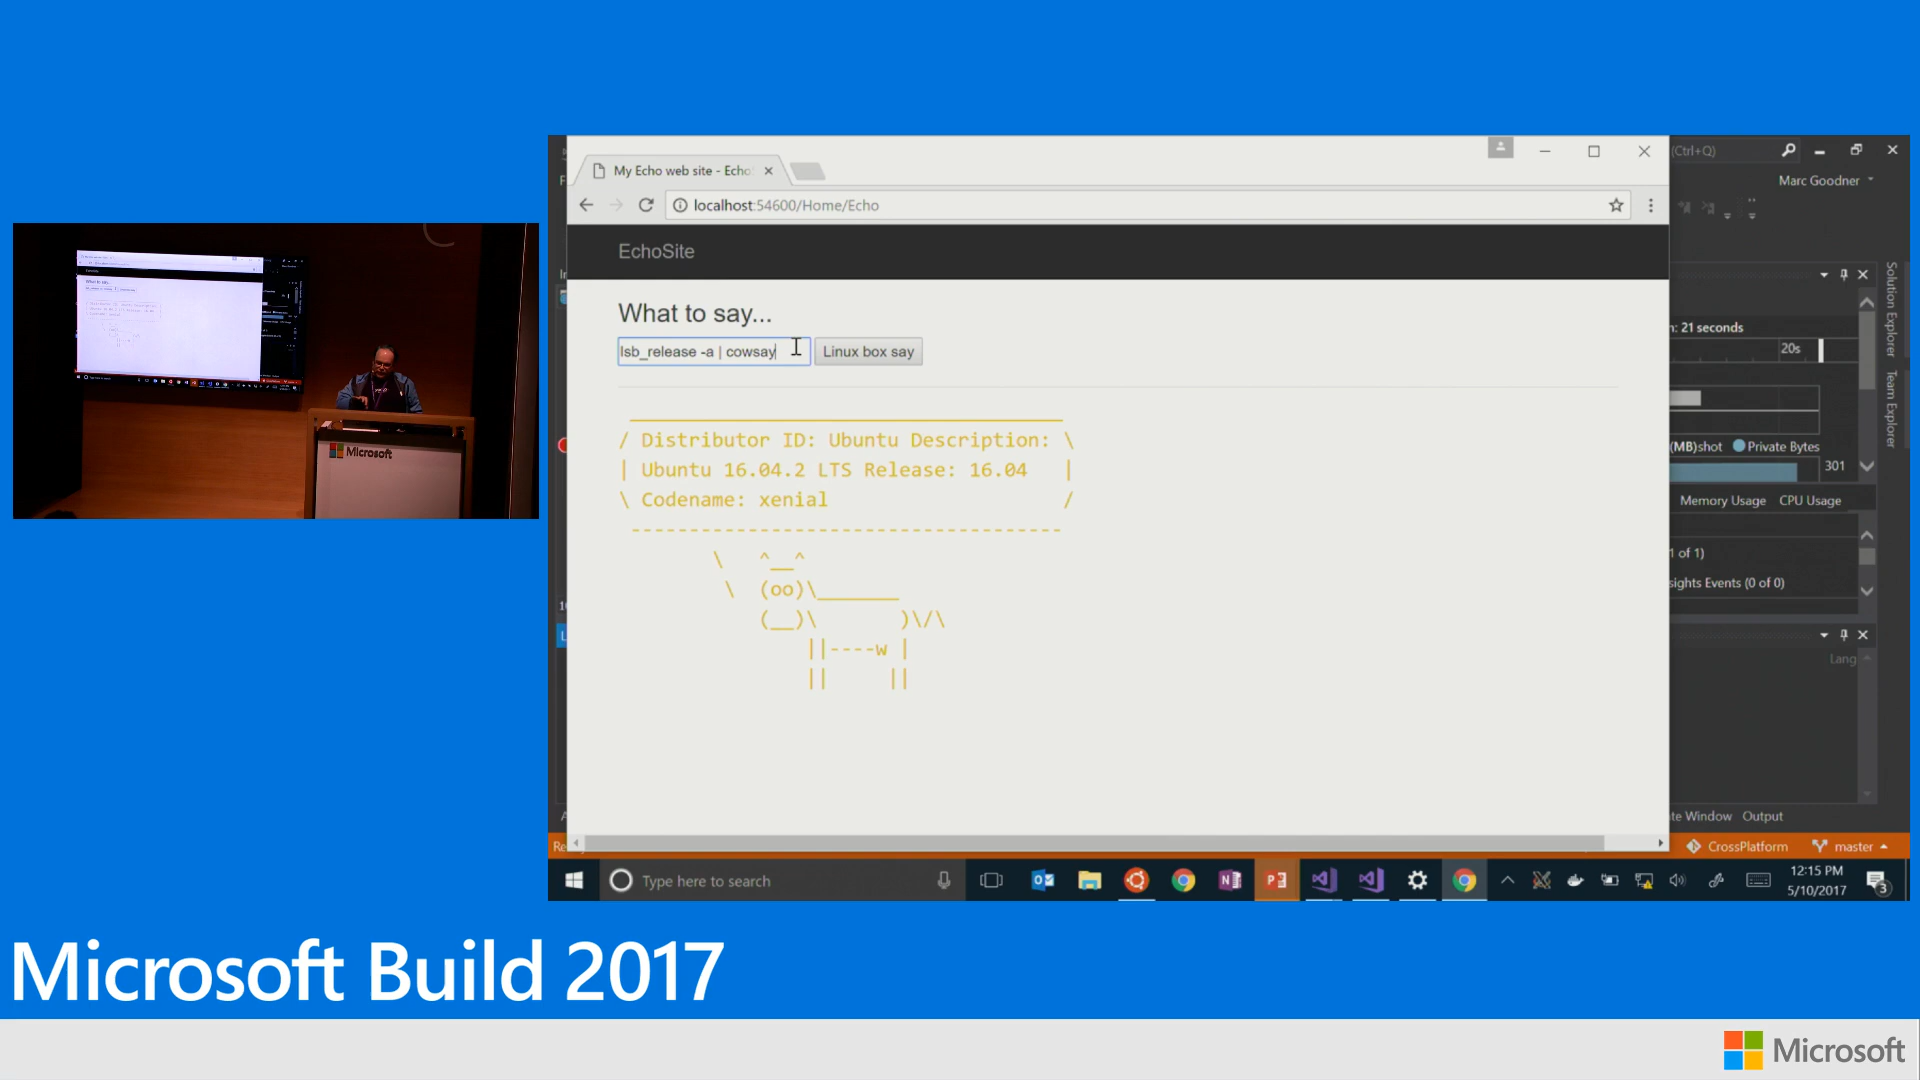 (Ctrl+Q)
My Echo web site - Echo
Marc Goodner
localhost:54600/Home/Echo
EchoSite
What to say...
lsb_release -a | cowsay
Linux box say
n: 21 seconds
20s
 _____________________________________
/ Distributor ID: Ubuntu Description: \
| Ubuntu 16.04.2 LTS Release: 16.04   |
\ Codename: xenial                    /
 -------------------------------------
        \   ^__^
         \  (oo)\_______
            (__)\       )\/\
                ||----w |
                ||     ||
(MB)shot
Private Bytes
301
Memory Usage CPU Usage
1 of 1)
sights Events (0 of 0)
Lang
te Window Output
CrossPlatform master
Solution Explorer
Team Explorer
Type here to search
12:15 PM
5/10/2017
3
Microsoft
Microsoft Build 2017
Microsoft